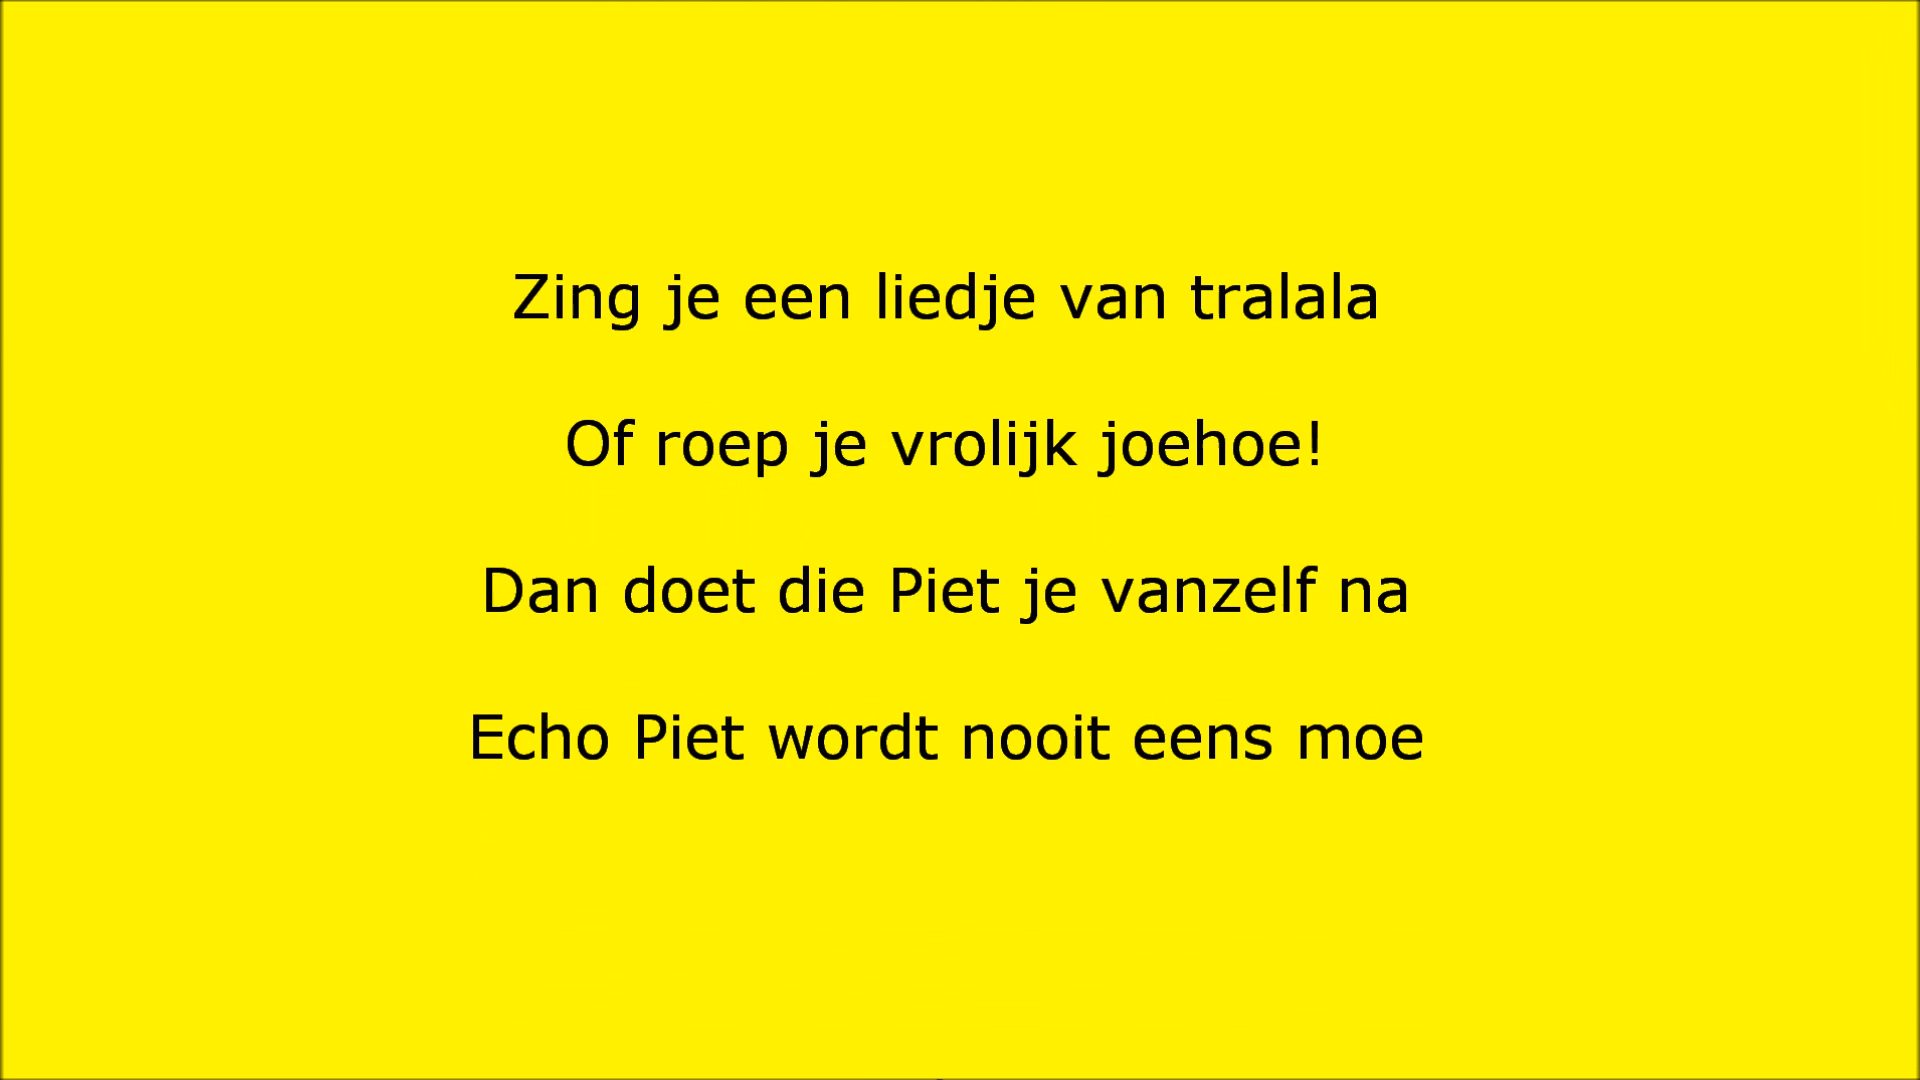 Zing je een liedje van tralala
Of roep je vrolijk joehoe!
Dan doet die Piet je vanzelf na
Echo Piet wordt nooit eens moe